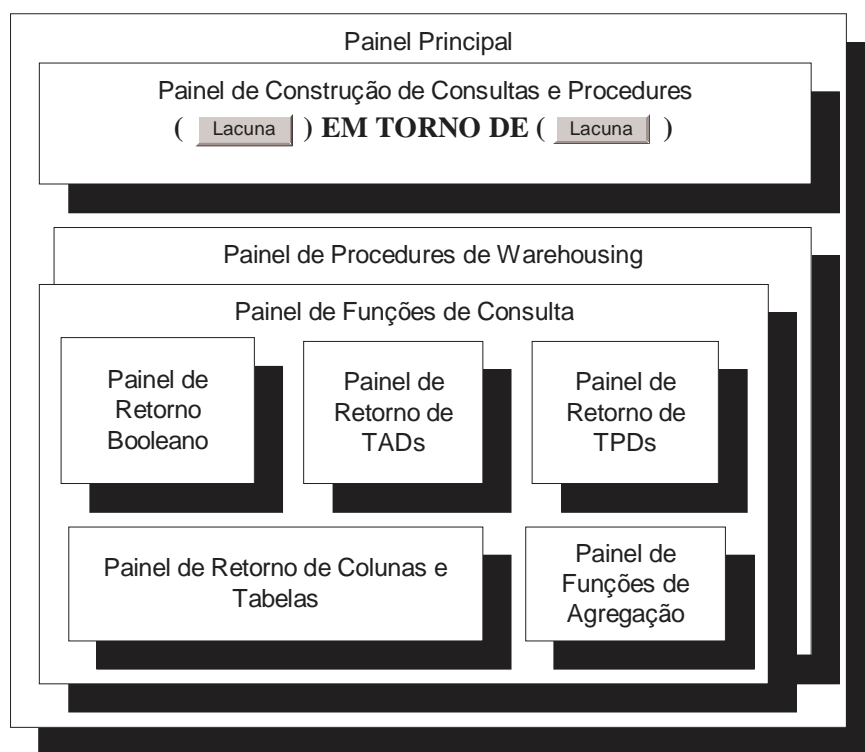 Painel Principal
Painel de Construção de Consultas e Procedures
( Lacuna ) EM TORNO DE ( Lacuna )
Painel de Procedures de Warehousing
Painel de Funções de Consulta
Painel de
Retorno
Booleano
Painel de
Retorno de
TADs
Painel de
Retorno de
TPDs
Painel de Retorno de Colunas e
Tabelas
Painel de
Funções de
Agregação